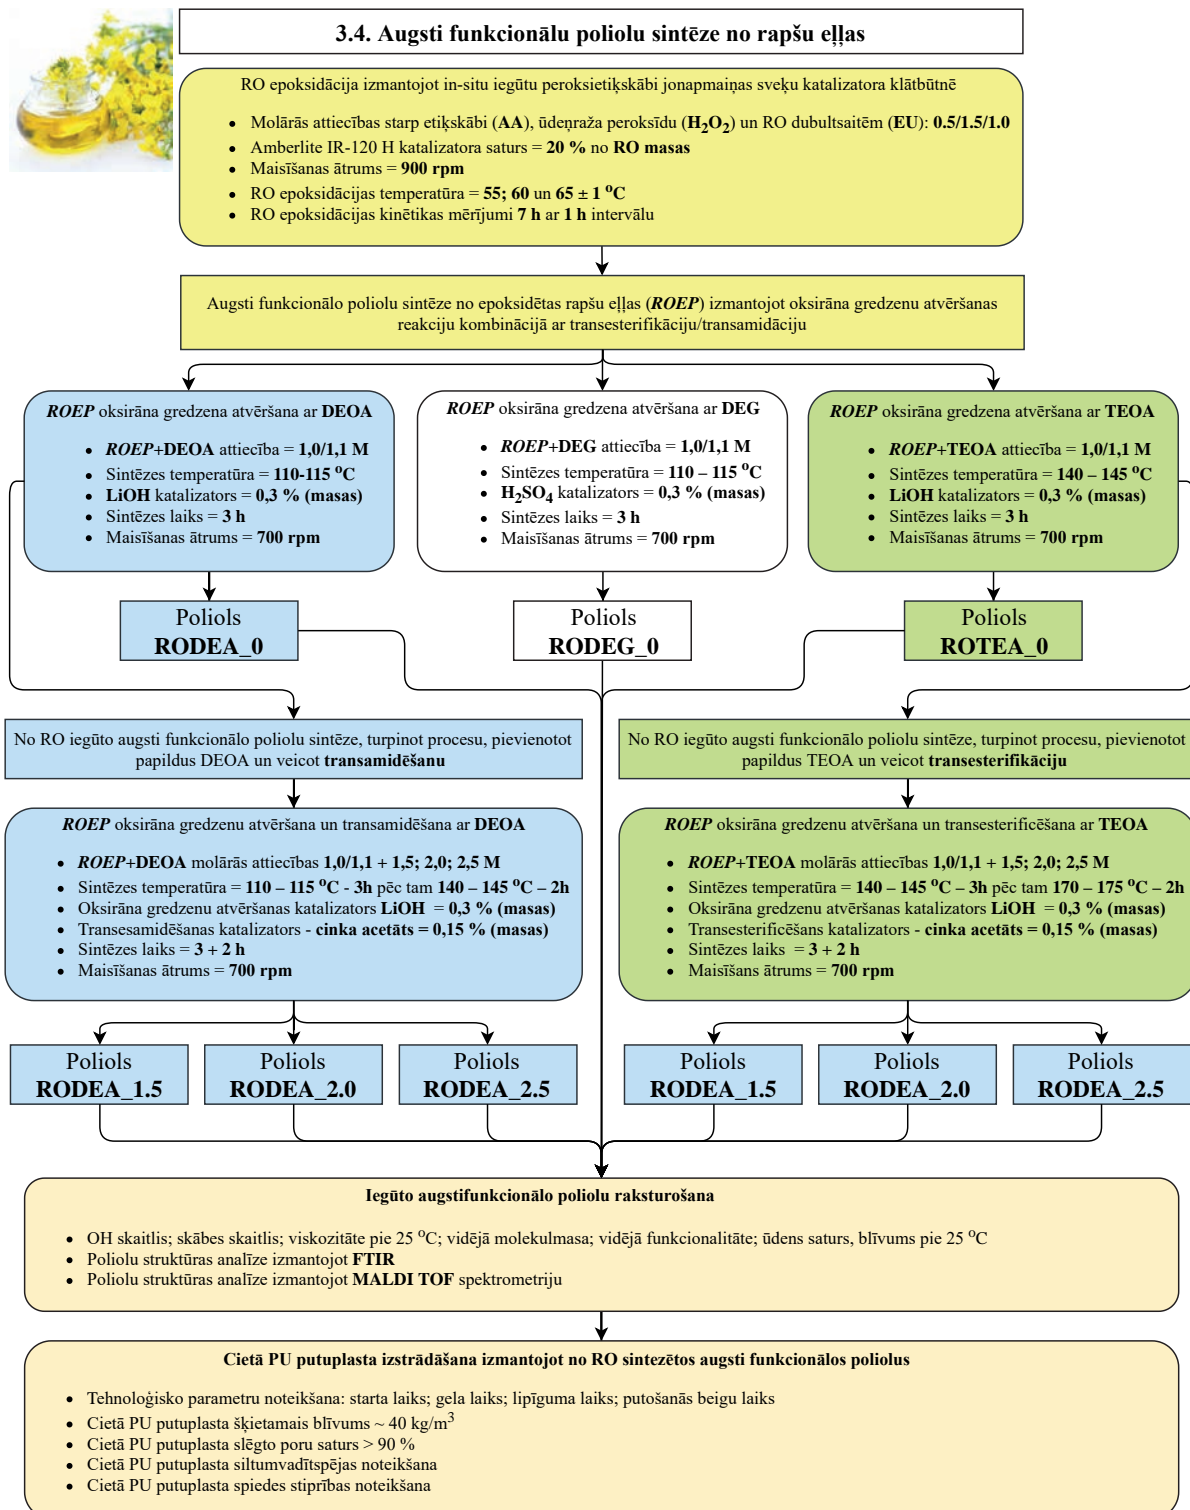 3.4. Augsti funkcionālu poliolu sintēze no rapšu eļļas
RO epoksidācija izmantojot in-situ iegūtu peroksietiķskābi jonapmaiņas sveķu katalizatora klātbūtnē
• Molārās attiecības starp etiķskābi (AA), ūdeņraža peroksīdu (H2O2) un RO dubultsaitēm (EU): 0.5/1.5/1.0
• Amberlite IR-120 H katalizatora saturs = 20 % no RO masas
• Maisīšanas ātrums = 900 rpm
• RO epoksidācijas temperatūra = 55; 60 un 65 ± 1 °C
• RO epoksidācijas kinētikas mērījumi 7 h ar 1 h intervālu
Augsti funkcionālo poliolu sintēze no epoksidētas rapšu eļļas (ROEP) izmantojot oksirāna gredzenu atvēršanas
reakciju kombinācijā ar transesterifikāciju/transamidāciju
ROEP oksirāna gredzena atvēršana ar DEOA
• ROEP+DEOA attiecība = 1,0/1,1 M
• Sintēzes temperatūra = 110-115 °C
• LiOH katalizators = 0,3 % (masas)
• Sintēzes laiks = 3 h
• Maisīšanas ātrums = 700 rpm
ROEP oksirāna gredzena atvēršana ar DEG
• ROEP+DEG attiecība = 1,0/1,1 M
• Sintēzes temperatūra = 110 – 115 °C
• H2SO4 katalizators = 0,3 % (masas)
• Sintēzes laiks = 3 h
• Maisīšanas ātrums = 700 rpm
ROEP oksirāna gredzena atvēršana ar TEOA
• ROEP+TEOA attiecība = 1,0/1,1 M
• Sintēzes temperatūra = 140 – 145 °C
• LiOH katalizators = 0,3 % (masas)
• Sintēzes laiks = 3 h
• Maisīšanas ātrums = 700 rpm
Poliols
RODEA_0
Poliols
RODEG_0
Poliols
ROTEA_0
No RO iegūto augsti funkcionālo poliolu sintēze, turpinot procesu, pievienotot
papildus DEOA un veicot transamidēšanu
No RO iegūto augsti funkcionālo poliolu sintēze, turpinot procesu, pievienotot
papildus TEOA un veicot transesterifikāciju
ROEP oksirāna gredzenu atvēršana un transamidēšana ar DEOA
• ROEP+DEOA molārās attiecības 1,0/1,1 + 1,5; 2,0; 2,5 M
• Sintēzes temperatūra = 110 – 115 °C - 3h pēc tam 140 – 145 °C – 2h
• Oksirāna gredzenu atvēršanas katalizators LiOH = 0,3 % (masas)
• Transesamidēšanas katalizators - cinka acetāts = 0,15 % (masas)
• Sintēzes laiks = 3 + 2 h
• Maisīšanas ātrums = 700 rpm
ROEP oksirāna gredzenu atvēršana un transesterificēšana ar TEOA
• ROEP+TEOA molārās attiecības 1,0/1,1 + 1,5; 2,0; 2,5 M
• Sintēzes temperatūra = 140 – 145 °C – 3h pēc tam 170 – 175 °C – 2h
• Oksirāna gredzenu atvēršanas katalizators LiOH = 0,3 % (masas)
• Transesterificēšans katalizators - cinka acetāts = 0,15 % (masas)
• Sintēzes laiks = 3 + 2 h
• Maisīšans ātrums = 700 rpm
Poliols
RODEA_1.5
Poliols
RODEA_2.0
Poliols
RODEA_2.5
Poliols
RODEA_1.5
Poliols
RODEA_2.0
Poliols
RODEA_2.5
Iegūto augstifunkcionālo poliolu raksturošana
• OH skaitlis; skābes skaitlis; viskozitāte pie 25 °C; vidējā molekulmasa; vidējā funkcionalitāte; ūdens saturs, blīvums pie 25 °C
• Poliolu struktūras analīze izmantojot FTIR
• Poliolu struktūras analīze izmantojot MALDI TOF spektrometriju
Cietā PU putuplasta izstrādāšana izmantojot no RO sintezētos augsti funkcionālos poliolus
• Tehnoloģisko parametru noteikšana: starta laiks; gela laiks; lipīguma laiks; putošanās beigu laiks
• Cietā PU putuplasta šķietamais blīvums ~ 40 kg/m3
• Cietā PU putuplasta slēgto poru saturs > 90 %
• Cietā PU putuplasta siltumvadītspējas noteikšana
• Cietā PU putuplasta spiedes stiprības noteikšana